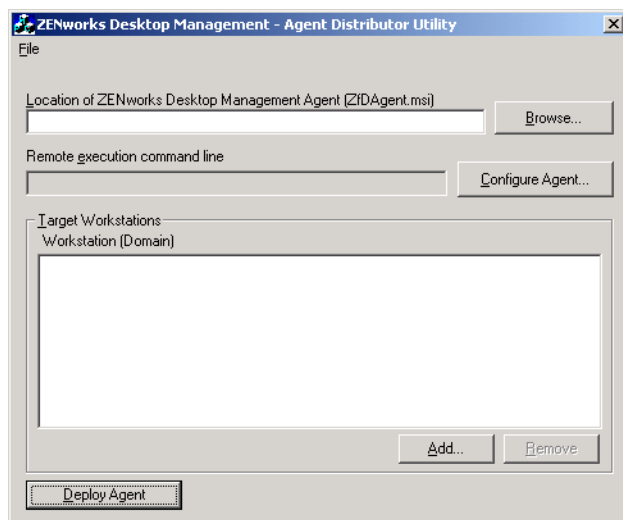 ZENworks Desktop Management - Agent Distributor Utility
File
Location of ZENworks Desktop Management Agent (ZfDAgent.msi)
Browse...
Remote execution command line
Configure Agent...
Target Workstations
Workstation (Domain)
Add...
Remove
Deploy Agent